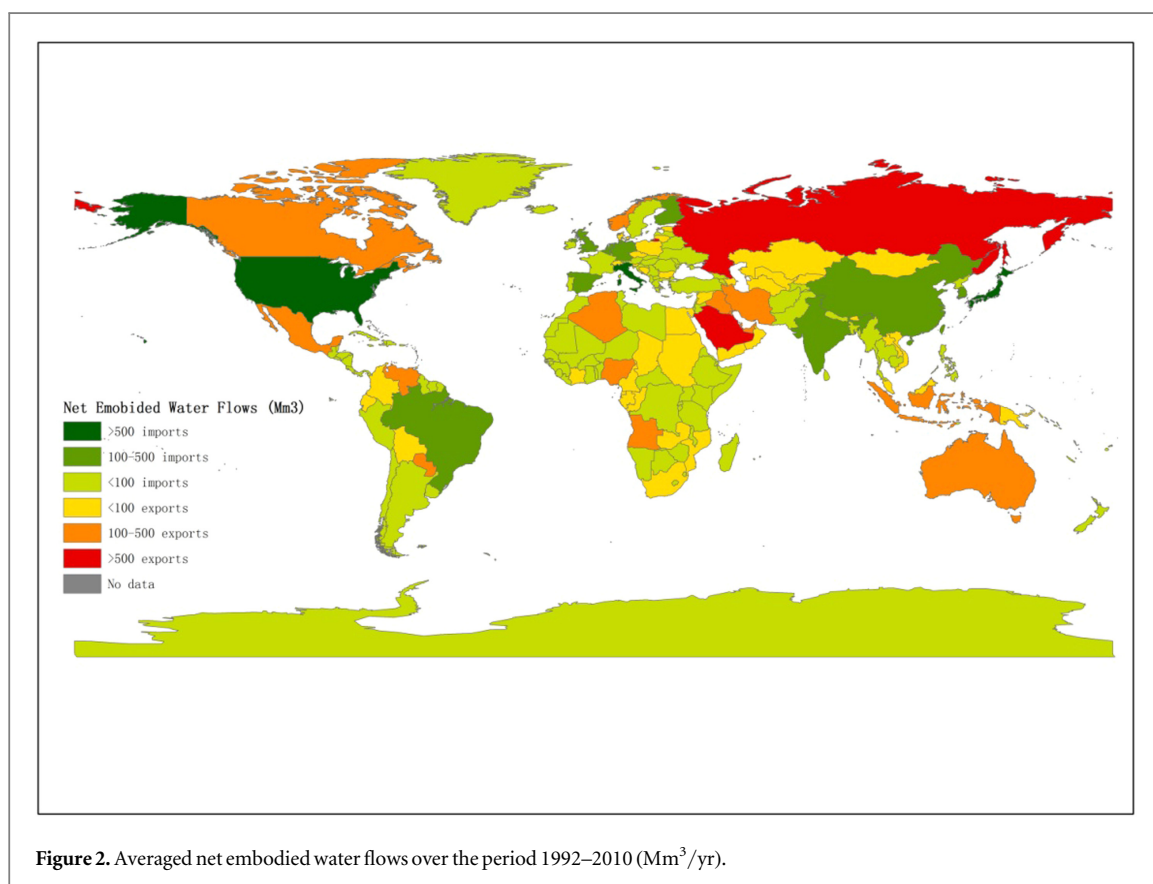 Net Emobided Water Flows (Mm3)
>500 imports
100-500 imports
<100 imports
<100 exports
100-500 exports
>500 exports
No data
Figure 2. Averaged net embodied water flows over the period 1992–2010 (Mm³/yr).